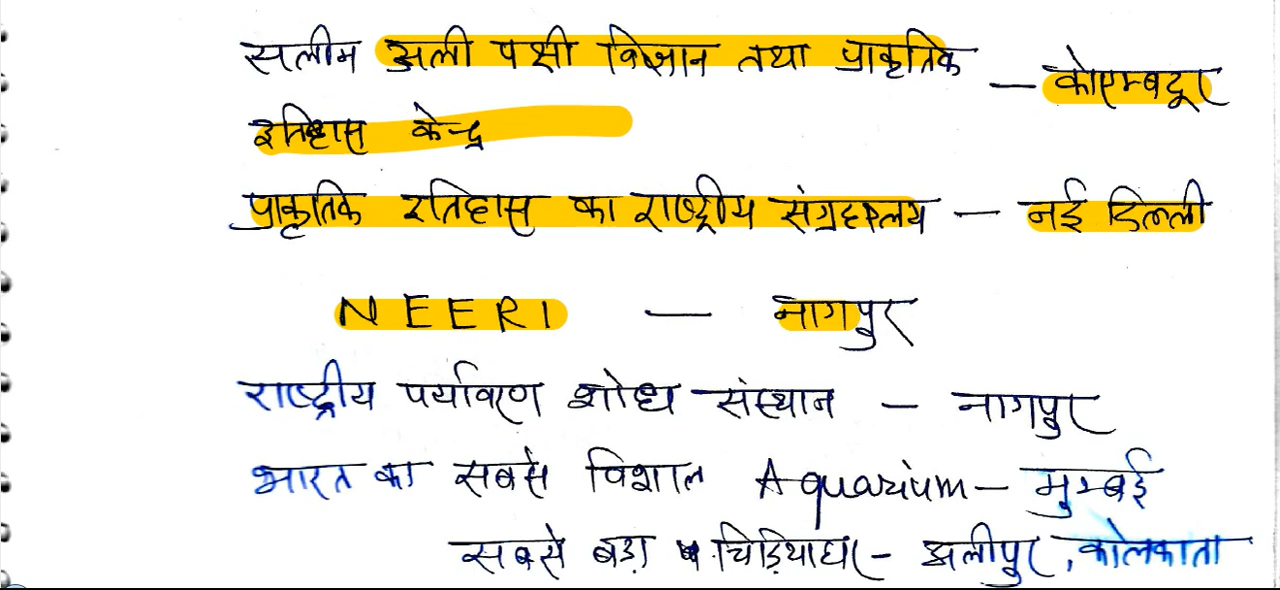 सलीम अली पक्षी विज्ञान तथा प्राकृतिक — कोएम्बटूर
इतिहास केन्द्र
प्राकृतिक इतिहास का राष्ट्रीय संग्रहालय — नई दिल्ली
NEERI — नागपुर
राष्ट्रीय पर्यावरण शोध संस्थान — नागपुर
भारत का सबसे विशाल Aquarium — मुम्बई
सबसे बड़ा चिड़ियाघर — अलीपुर, कोलकाता